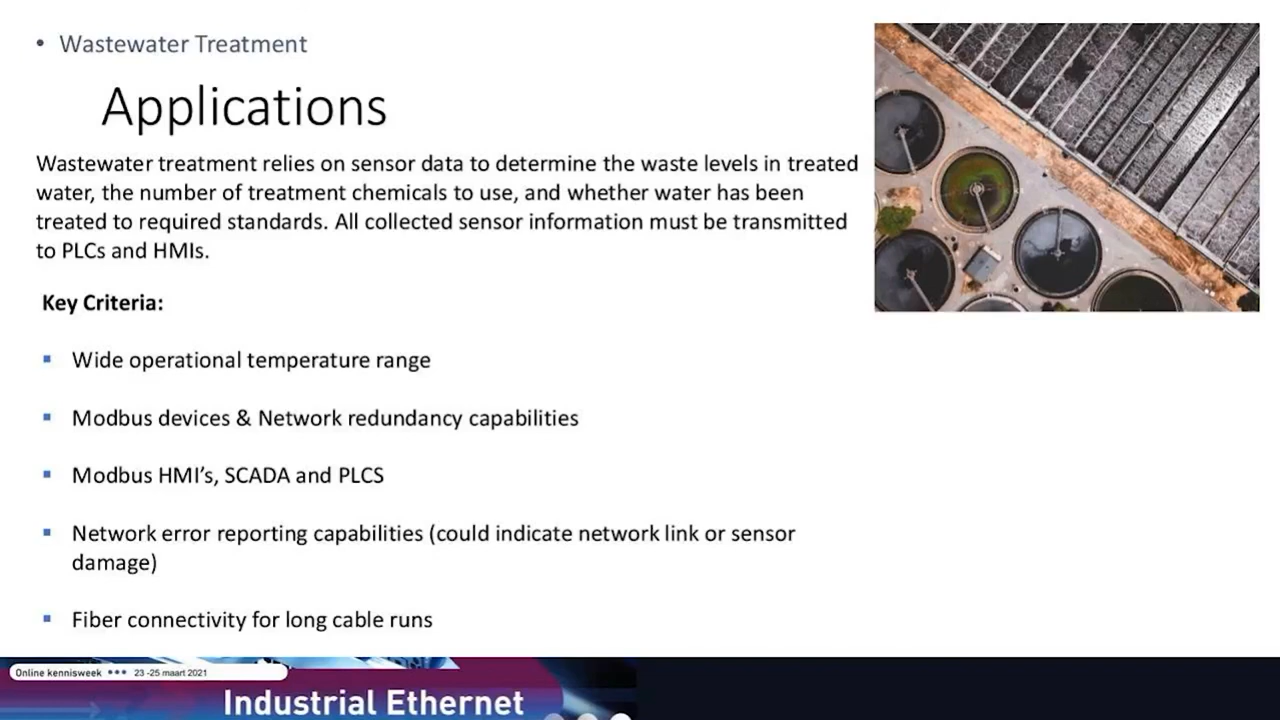 • Wastewater Treatment
Applications
Wastewater treatment relies on sensor data to determine the waste levels in treated
water, the number of treatment chemicals to use, and whether water has been
treated to required standards. All collected sensor information must be transmitted
to PLCs and HMIs.
Key Criteria:
▪ Wide operational temperature range
▪ Modbus devices & Network redundancy capabilities
▪ Modbus HMI’s, SCADA and PLCS
▪ Network error reporting capabilities (could indicate network link or sensor
damage)
▪ Fiber connectivity for long cable runs
Online kennisweek ••• 23 -25 maart 2021
Industrial Ethernet